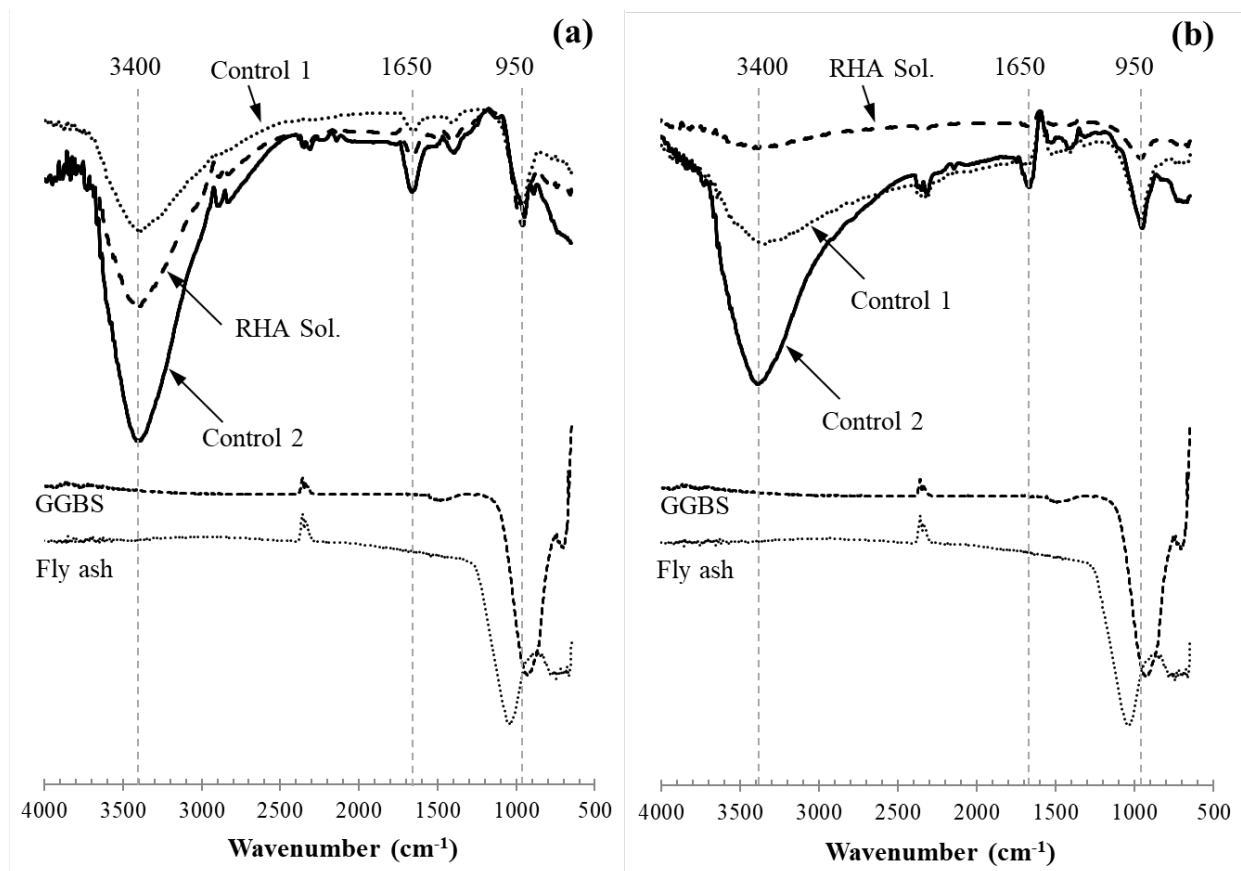 (a)
3400
Control 1
1650
950
RHA Sol.
Control 2
GGBS
Fly ash
4000 3500 3000 2500 2000 1500 1000 500
Wavenumber (cm⁻¹)
(b)
3400
RHA Sol.
1650
950
Control 1
Control 2
GGBS
Fly ash
4000 3500 3000 2500 2000 1500 1000 500
Wavenumber (cm⁻¹)